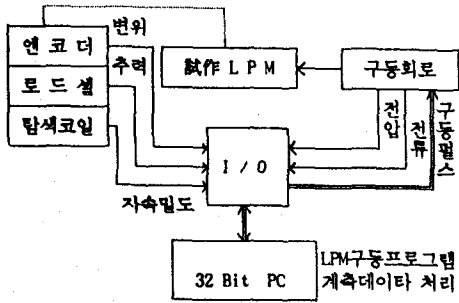 엔코더
로드셀
탐색코일
변위
추력
자속밀도
試作 LPM
구동회로
전압
전류
구동펄스
I / O
32 Bit PC
LPM구동프로그램
계측데이타 처리